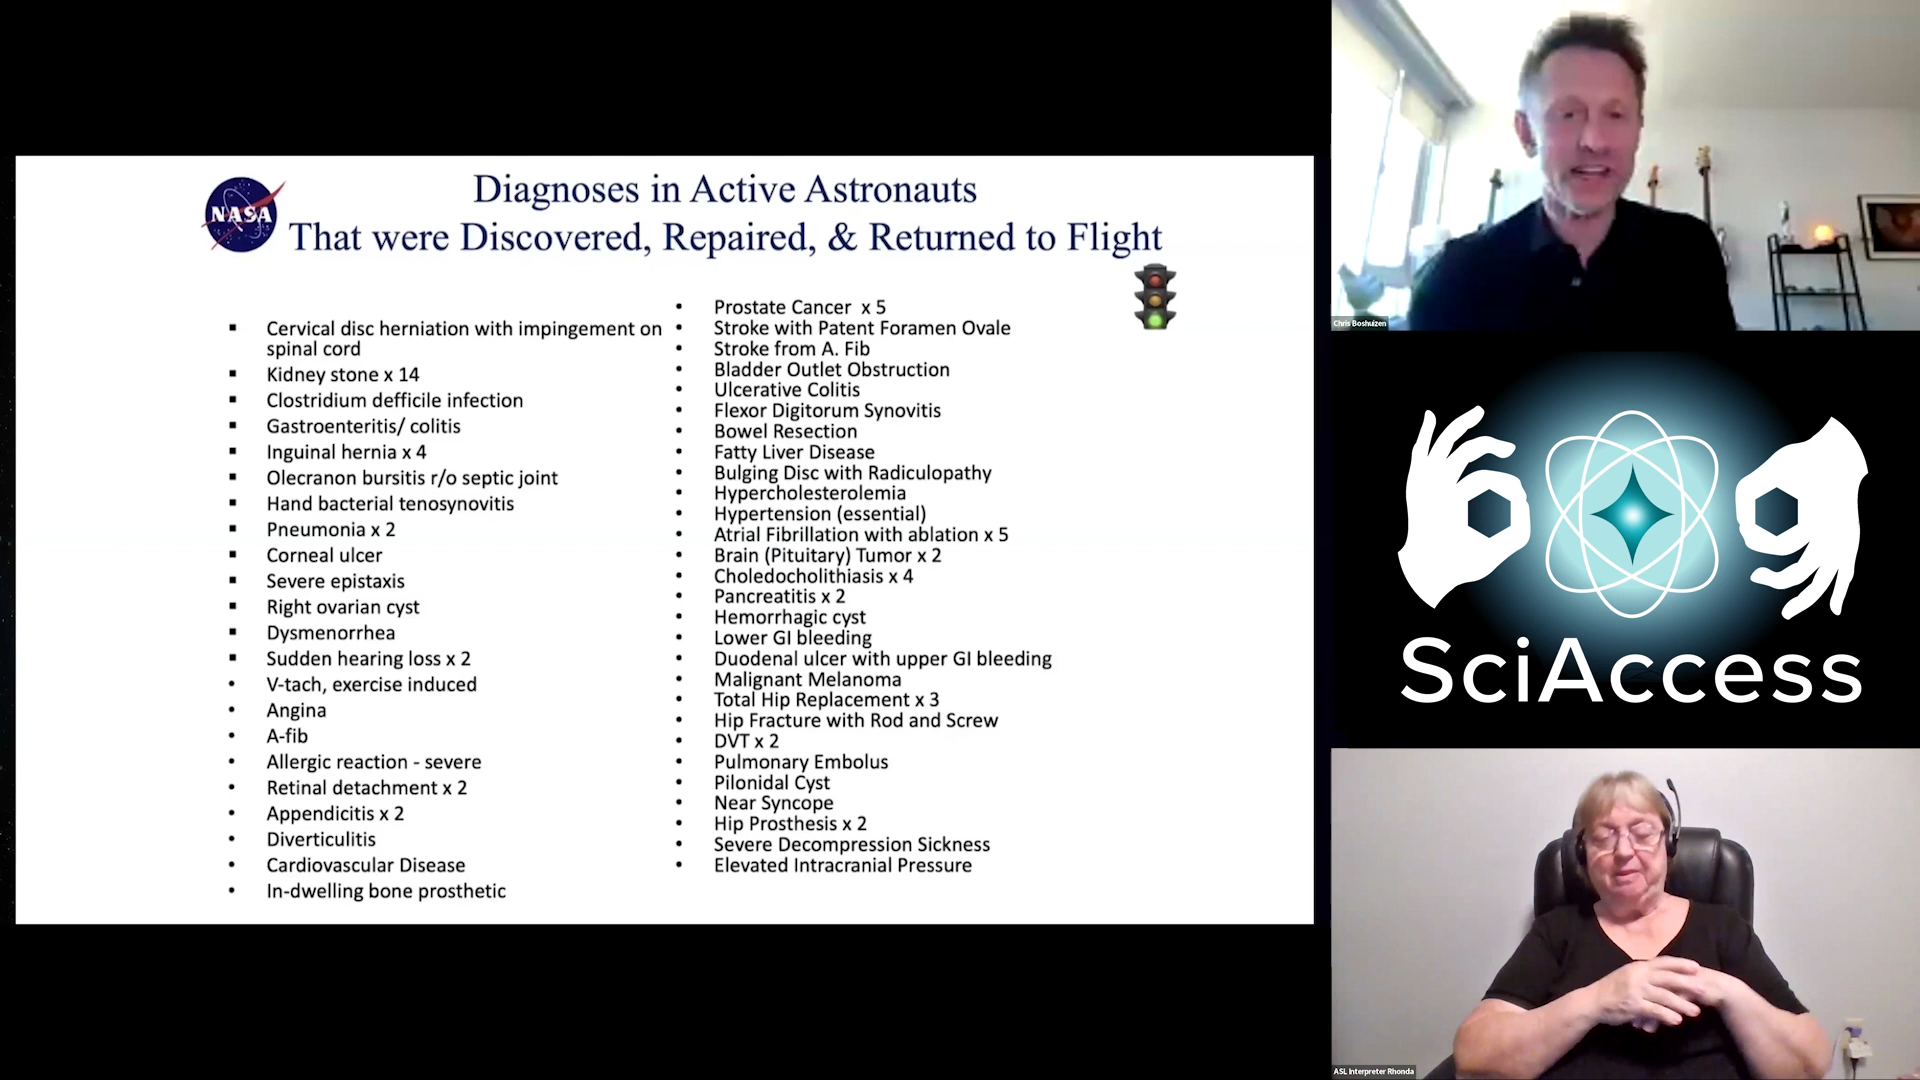 NASA
Diagnoses in Active Astronauts
That were Discovered, Repaired, & Returned to Flight
▪ Cervical disc herniation with impingement on
spinal cord
▪ Kidney stone x 14
▪ Clostridium defficile infection
▪ Gastroenteritis/ colitis
▪ Inguinal hernia x 4
▪ Olecranon bursitis r/o septic joint
▪ Hand bacterial tenosynovitis
▪ Pneumonia x 2
▪ Corneal ulcer
▪ Severe epistaxis
▪ Right ovarian cyst
▪ Dysmenorrhea
▪ Sudden hearing loss x 2
• V-tach, exercise induced
• Angina
• A-fib
• Allergic reaction - severe
• Retinal detachment x 2
• Appendicitis x 2
• Diverticulitis
• Cardiovascular Disease
• In-dwelling bone prosthetic
• Prostate Cancer x 5
• Stroke with Patent Foramen Ovale
• Stroke from A. Fib
• Bladder Outlet Obstruction
• Ulcerative Colitis
• Flexor Digitorum Synovitis
• Bowel Resection
• Fatty Liver Disease
• Bulging Disc with Radiculopathy
• Hypercholesterolemia
• Hypertension (essential)
• Atrial Fibrillation with ablation x 5
• Brain (Pituitary) Tumor x 2
• Choledocholithiasis x 4
• Pancreatitis x 2
• Hemorrhagic cyst
• Lower GI bleeding
• Duodenal ulcer with upper GI bleeding
• Malignant Melanoma
• Total Hip Replacement x 3
• Hip Fracture with Rod and Screw
• DVT x 2
• Pulmonary Embolus
• Pilonidal Cyst
• Near Syncope
• Hip Prosthesis x 2
• Severe Decompression Sickness
• Elevated Intracranial Pressure
Chris Boshuizen
SciAccess
ASL Interpreter Rhonda